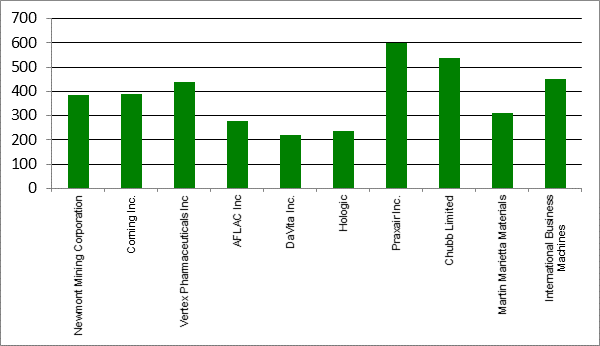 700
600
500
400
300
200
100
0
Newmont Mining Corporation
Corning Inc.
Vertex Pharmaceuticals Inc
AFLAC Inc
DaVita Inc.
Hologic
Praxair Inc.
Chubb Limited
Martin Marietta Materials
International Business
Machines